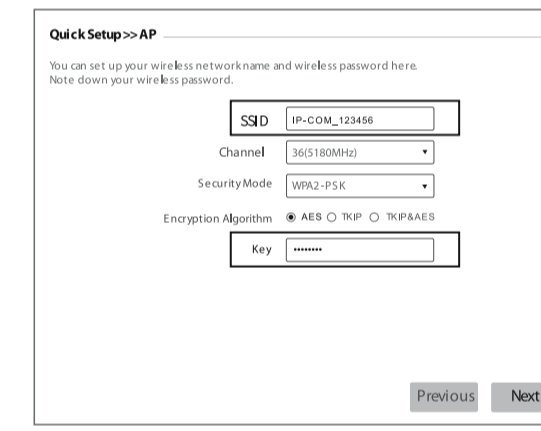 Quick Setup>>AP
You can set up your wireless network name and wireless password here.
Note down your wireless password.
SSID IP-COM_123456
Channel 36(5180MHz)
Security Mode WPA2-PSK
Encryption Algorithm AES TKIP TKIP&AES
Key ••••••••
Previous Next